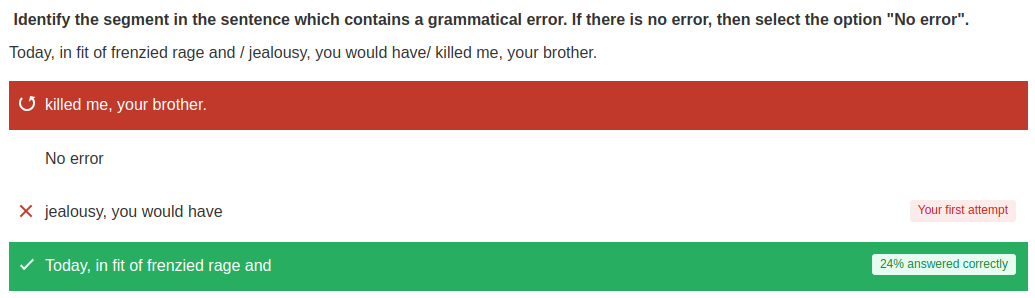 Identify the segment in the sentence which contains a grammatical error. If there is no error, then select the option "No error".
Today, in fit of frenzied rage and / jealousy, you would have/ killed me, your brother.
killed me, your brother.
No error
jealousy, you would have Your first attempt
Today, in fit of frenzied rage and 24% answered correctly